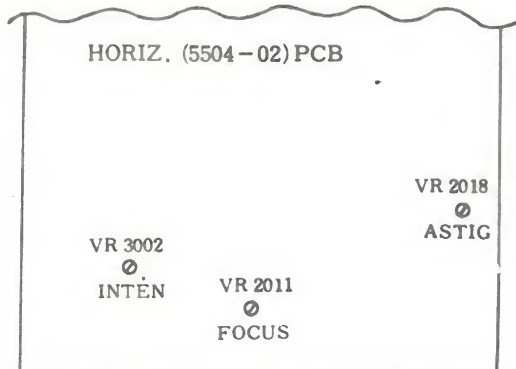 HORIZ. (5504-02) PCB
VR 2018
ASTIG
VR 3002
INTEN
VR 2011
FOCUS